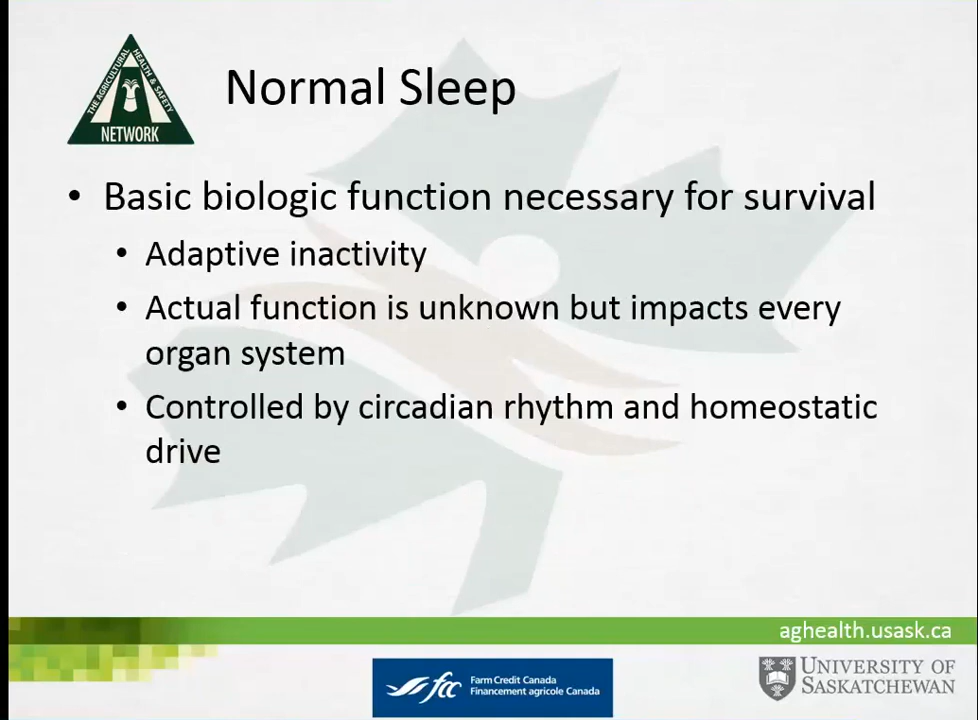 THE AGRICULTURAL
HEALTH & SAFETY
NETWORK
Normal Sleep
• Basic biologic function necessary for survival
• Adaptive inactivity
• Actual function is unknown but impacts every
organ system
• Controlled by circadian rhythm and homeostatic
drive
aghealth.usask.ca
fcc
Farm Credit Canada
Financement agricole Canada
UNIVERSITY OF
SASKATCHEWAN